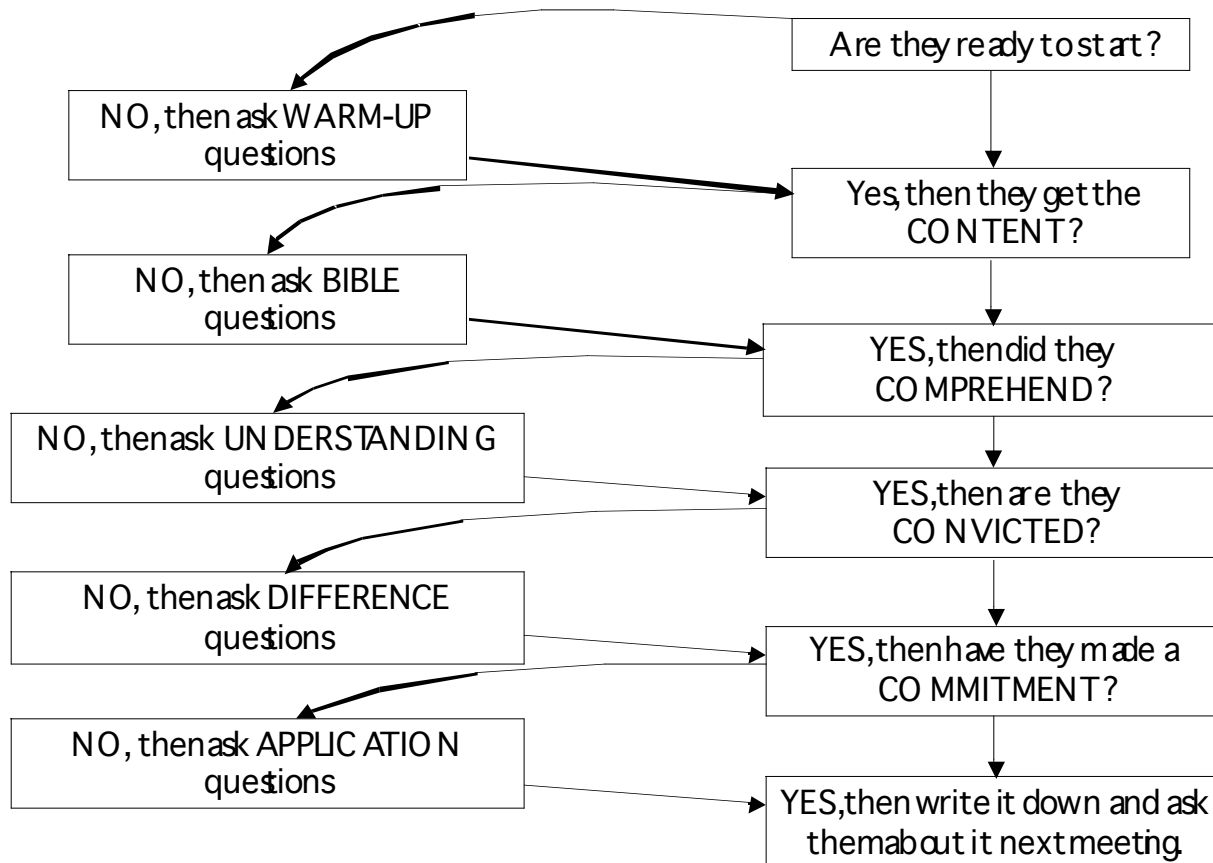 Are they ready to start?
NO, then ask WARM-UP
questions
Yes, then they get the
CONTENT?
NO, then ask BIBLE
questions
YES, then did they
COMPREHEND?
NO, then ask UNDERSTANDING
questions
YES, then are they
CONVICTED?
NO, then ask DIFFERENCE
questions
YES, then have they made a
COMMITMENT?
NO, then ask APPLICATION
questions
YES, then write it down and ask
them about it next meeting.